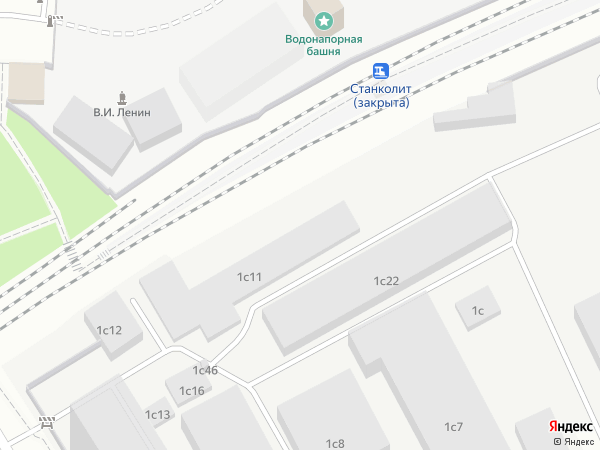 Водонапорная
башня
Станколит
(закрыта)
В.И. Ленин
1с11
1с22
1с
1с12
1с46
1с16
1с13
1с8
1с7
Яндекс
© Яндекс